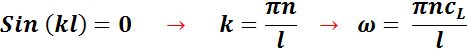 Sin (kl) = 0 → k = πn/l → ω = πnc_L/l